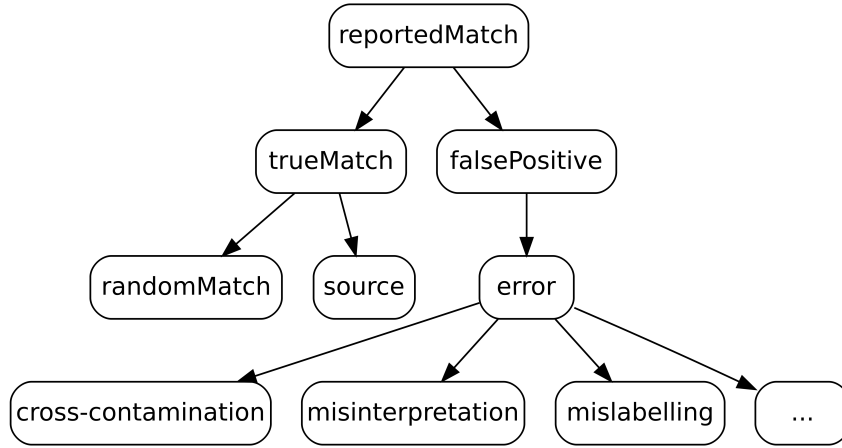 reportedMatch
trueMatch
falsePositive
randomMatch
source
error
cross-contamination
misinterpretation
mislabelling
...